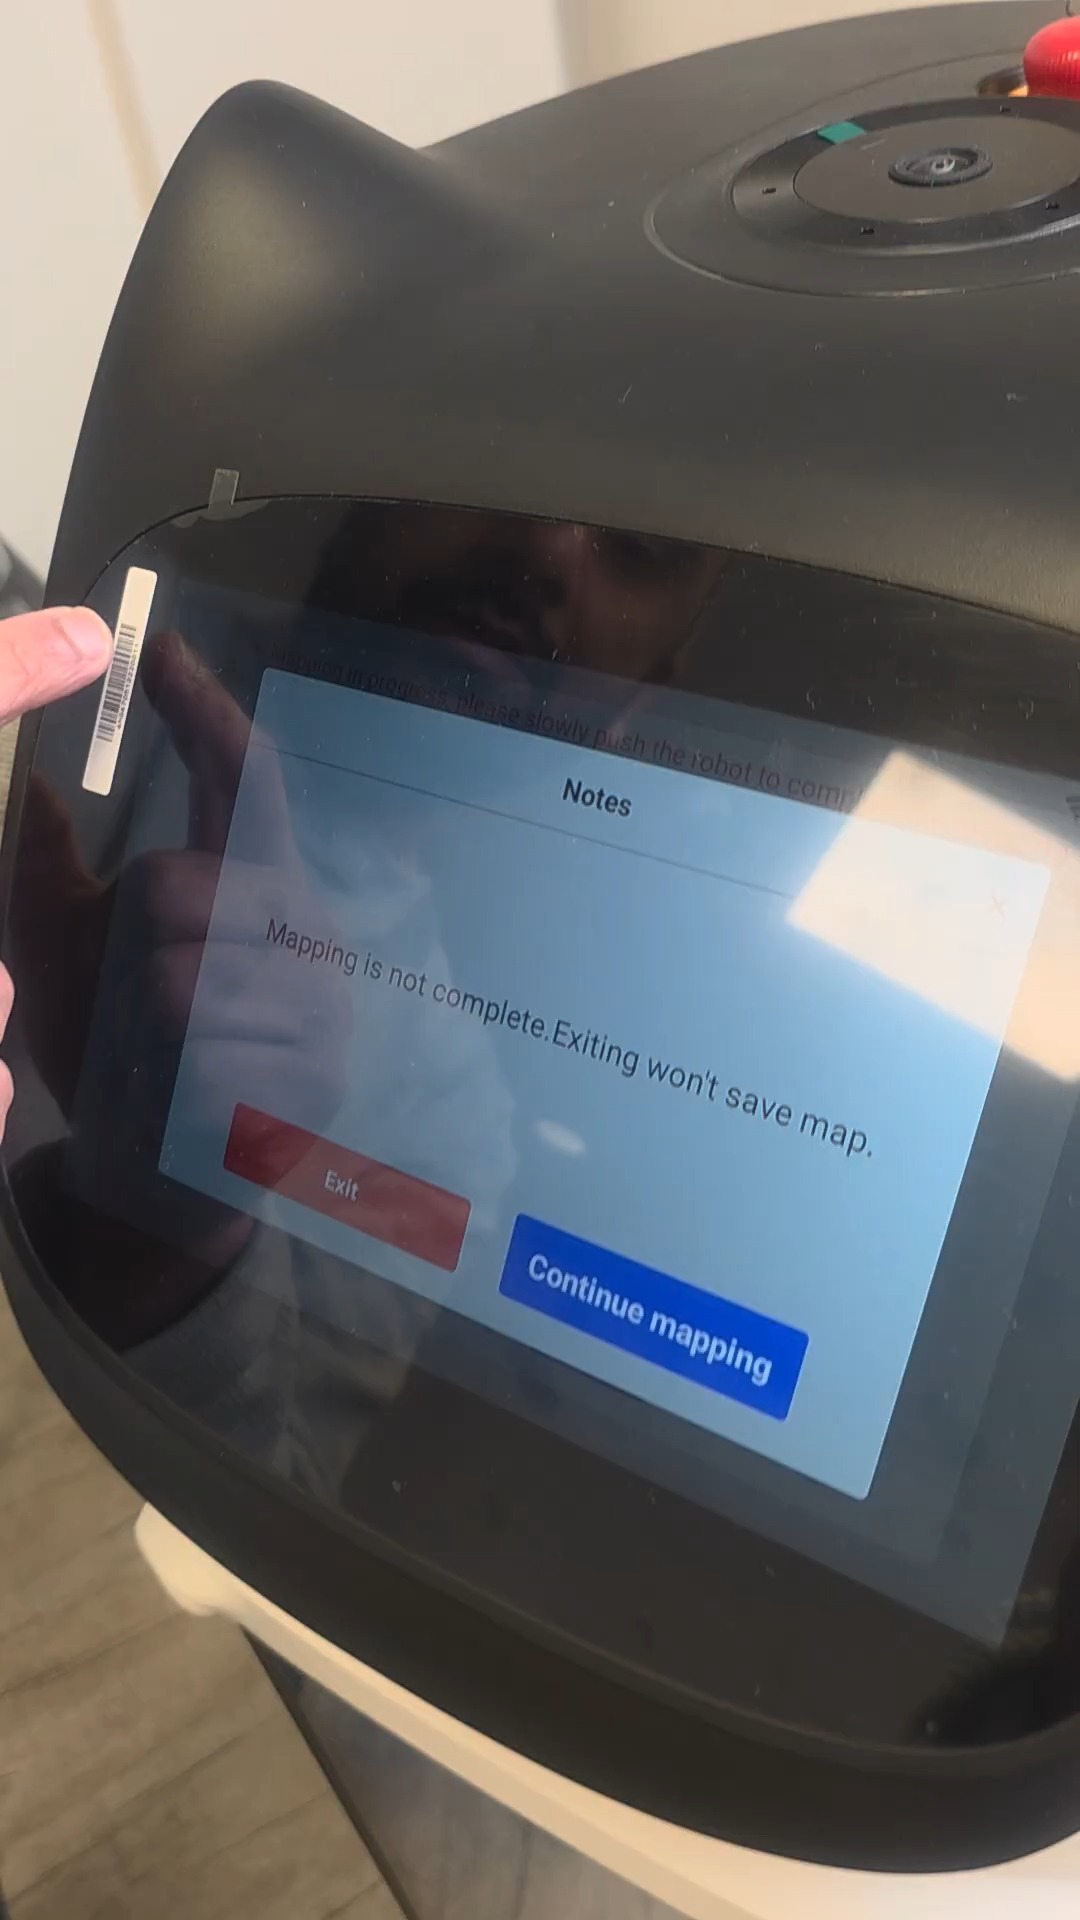 Mapping in progress, please slowly push the robot to
Notes
Mapping is not complete.Exiting won't save map.
Exit
Continue mapping